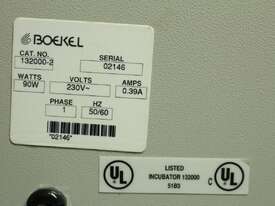 BOEKEL
CAT. NO.
132000-2
SERIAL
02146
WATTS
90W
VOLTS
230V~
AMPS
0.39A
PHASE
1
HZ
50/60
"02146"
UL
LISTED
INCUBATOR 132000
5183
C UL